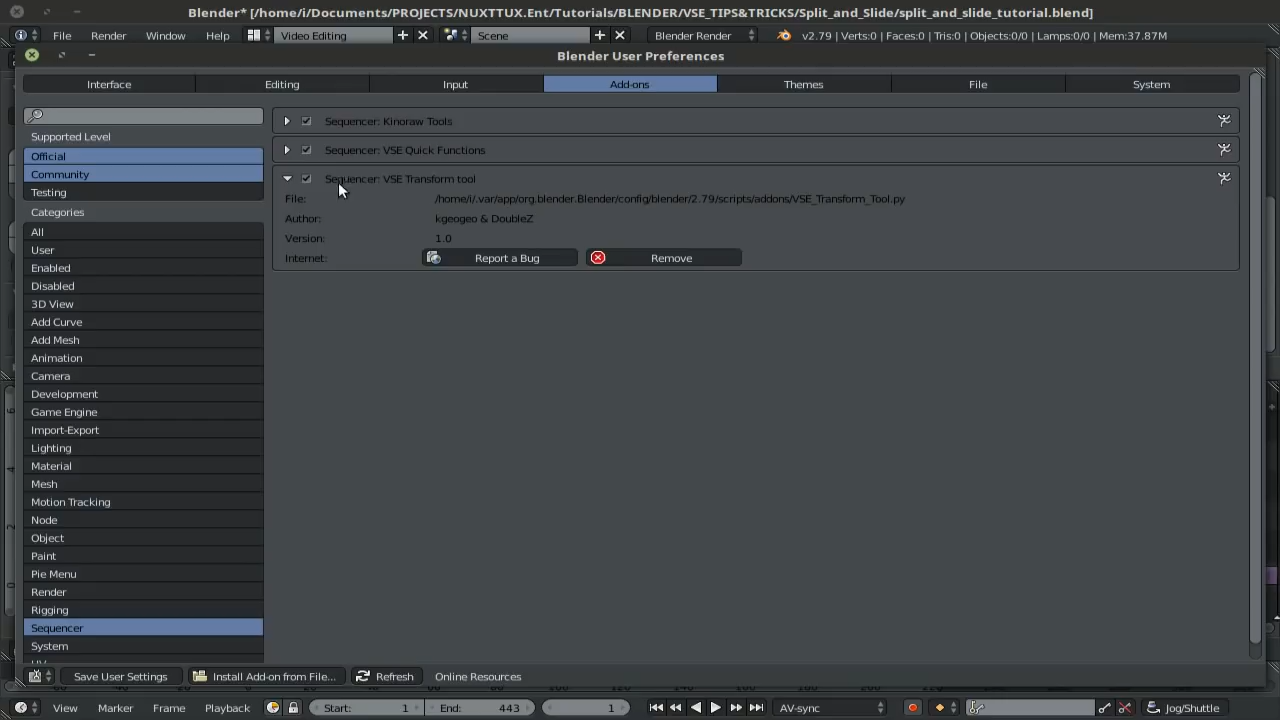 Blender* [/home/i/Documents/PROJECTS/NUXTTUX.Ent/Tutorials/BLENDER/VSE_TIPS&TRICKS/Split_and_Slide/split_and_slide_tutorial.blend]
File Render Window Help Video Editing Scene Blender Render v2.79 | Verts:0 | Faces:0 | Tris:0 | Objects:0/0 | Lamps:0/0 | Mem:37.87M
Blender User Preferences
Interface Editing Input Add-ons Themes File System
Sequencer: Kinoraw Tools
Supported Level
Sequencer: VSE Quick Functions
Official
Community
Sequencer: VSE Transform tool
Testing
File: /home/i/.var/app/org.blender.Blender/config/blender/2.79/scripts/addons/VSE_Transform_Tool.py
Categories
Author: kgeogeo & DoubleZ
All
Version: 1.0
User
Internet: Report a Bug Remove
Enabled
Disabled
3D View
Add Curve
Add Mesh
Animation
Camera
Development
Game Engine
Import-Export
Lighting
Material
Mesh
Motion Tracking
Node
Object
Paint
Pie Menu
Render
Rigging
Sequencer
System
Save User Settings Install Add-on from File... Refresh Online Resources
View Marker Frame Playback Start: 1 End: 443 1 AV-sync Jog/Shuttle